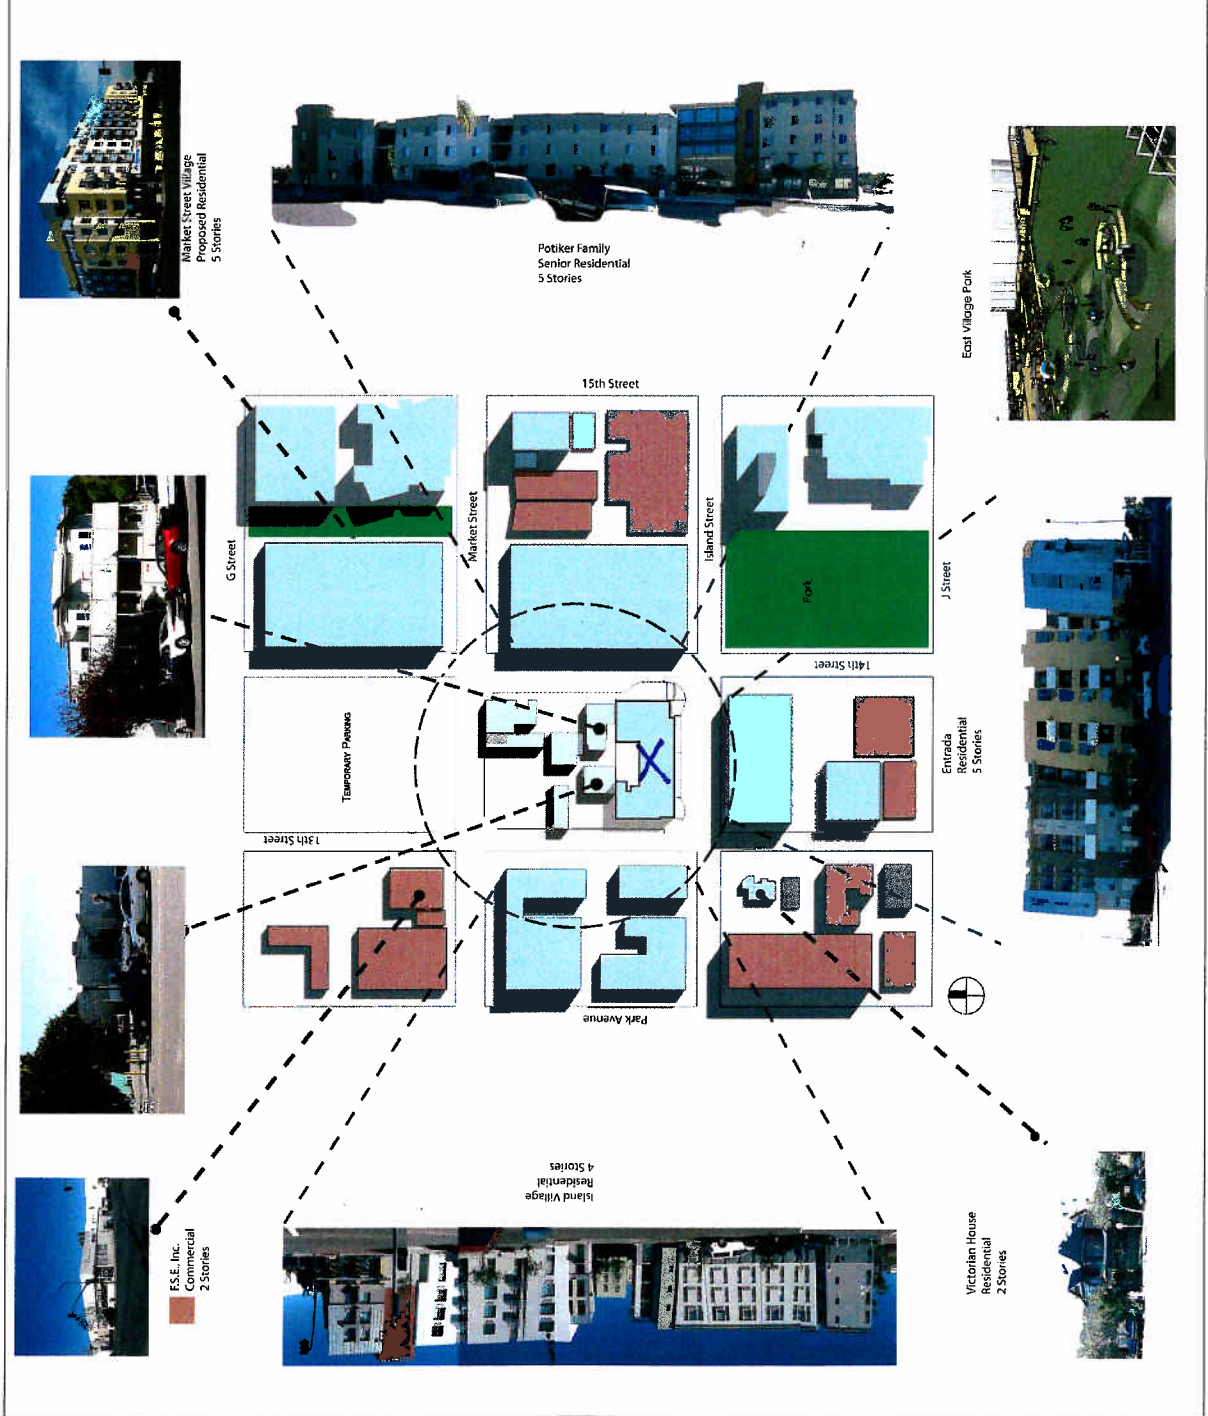 Market Street Village
Proposed Residential
5 Stories
Potiker Family
Senior Residential
5 Stories
East Village Park
15th Street
G Street
Market Street
Island Street
J Street
Park
14th Street
TEMPORARY PARKING
13th Street
Entrada
Residential
5 Stories
Park Avenue
Island Village
Residential
4 Stories
F.S.E., Inc.
Commercial
2 Stories
Victorian House
Residential
2 Stories